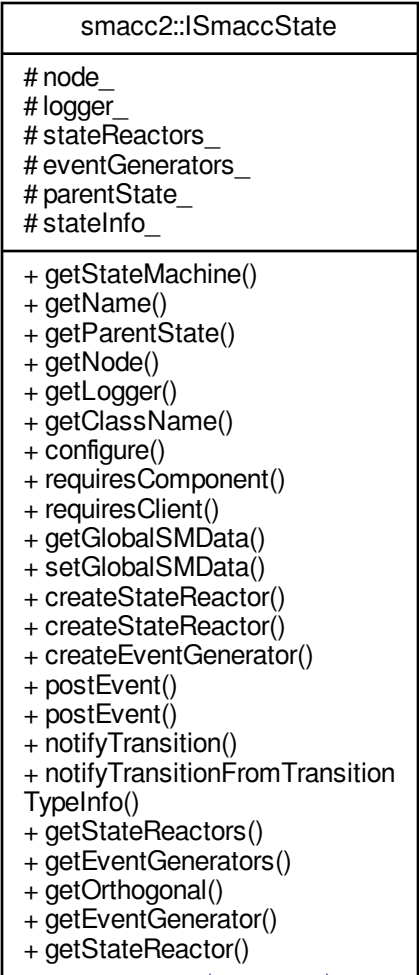 smacc2::ISmaccState
# node_
# logger_
# stateReactors_
# eventGenerators_
# parentState_
# stateInfo_
+ getStateMachine()
+ getName()
+ getParentState()
+ getNode()
+ getLogger()
+ getClassName()
+ configure()
+ requiresComponent()
+ requiresClient()
+ getGlobalSMData()
+ setGlobalSMData()
+ createStateReactor()
+ createStateReactor()
+ createEventGenerator()
+ postEvent()
+ postEvent()
+ notifyTransition()
+ notifyTransitionFromTransition
TypeInfo()
+ getStateReactors()
+ getEventGenerators()
+ getOrthogonal()
+ getEventGenerator()
+ getStateReactor()